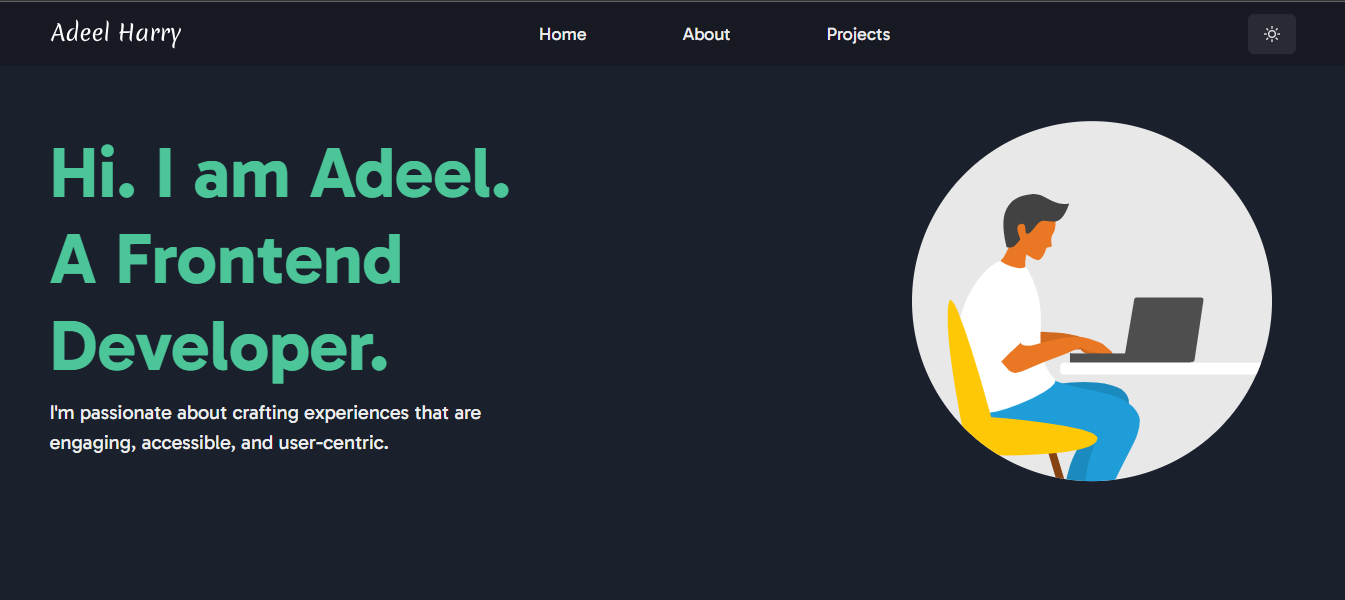 Adeel Harry
Home
About
Projects
Hi. I am Adeel.
A Frontend
Developer.
I'm passionate about crafting experiences that are
engaging, accessible, and user-centric.